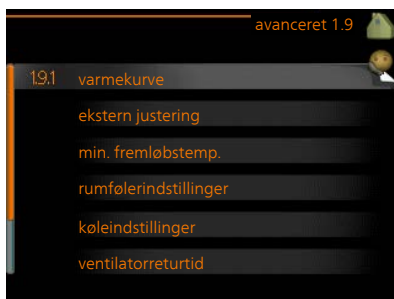 avanceret 1.9
1.9.1 varmekurve
ekstern justering
min. fremløbstemp.
rumfølerindstillinger
køleindstillinger
ventilatorreturtid